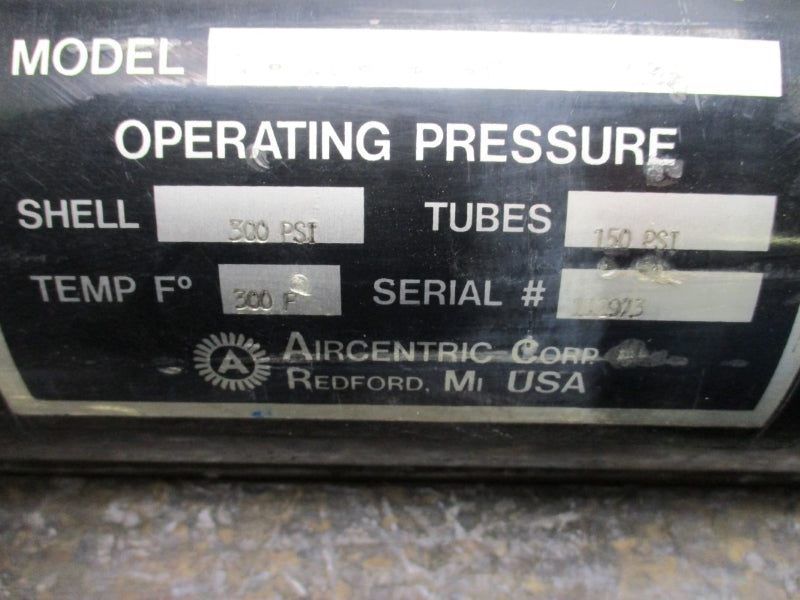 MODEL
OPERATING PRESSURE
SHELL 300 PSI TUBES 150 PSI
TEMP F° 300 F SERIAL #
A AIRCENTRIC CORP.
REDFORD, MI USA